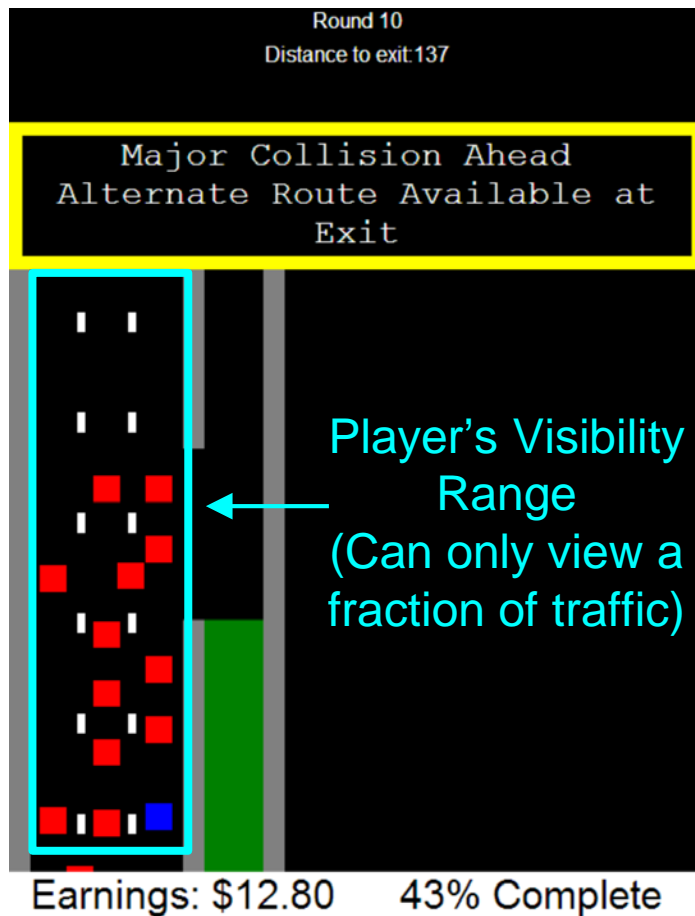 Round 10
Distance to exit:137
Major Collision Ahead
Alternate Route Available at
Exit
Player's Visibility
Range
(Can only view a
fraction of traffic)
Earnings: $12.80 43% Complete